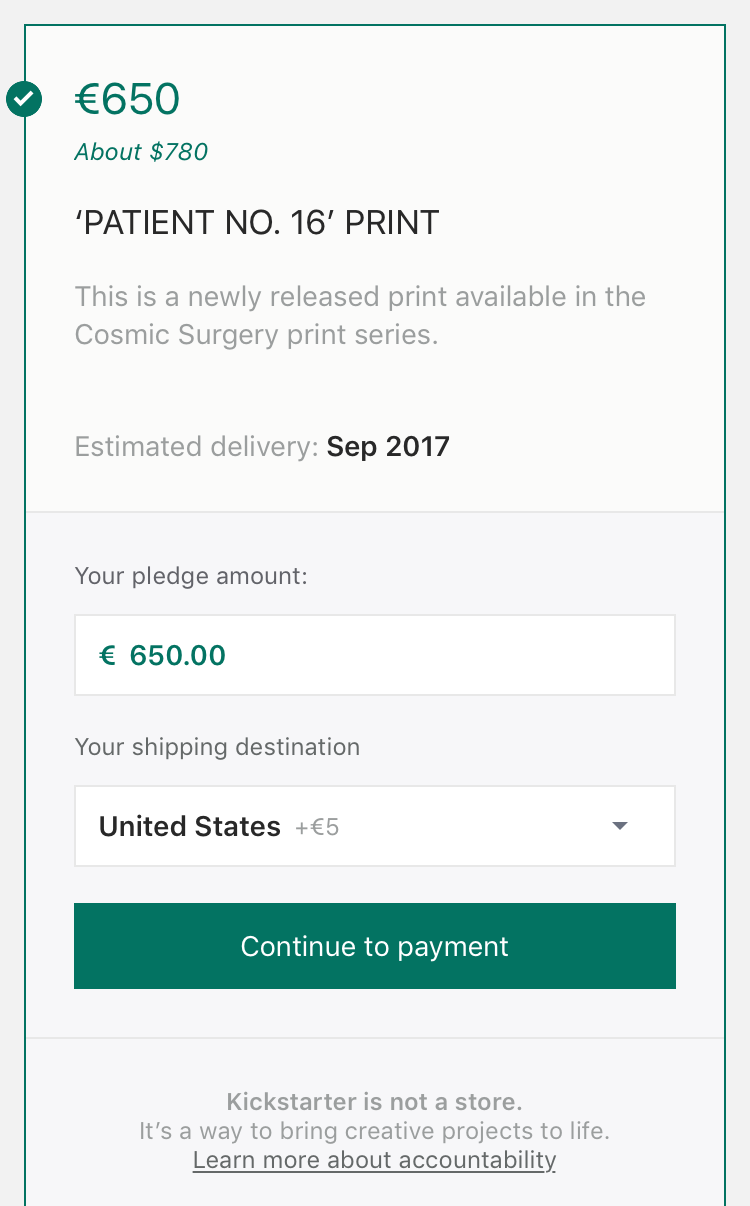 €650
About $780
‘PATIENT NO. 16’ PRINT
This is a newly released print available in the
Cosmic Surgery print series.
Estimated delivery: Sep 2017
Your pledge amount:
€ 650.00
Your shipping destination
United States +€5
Continue to payment
Kickstarter is not a store.
It’s a way to bring creative projects to life.
Learn more about accountability